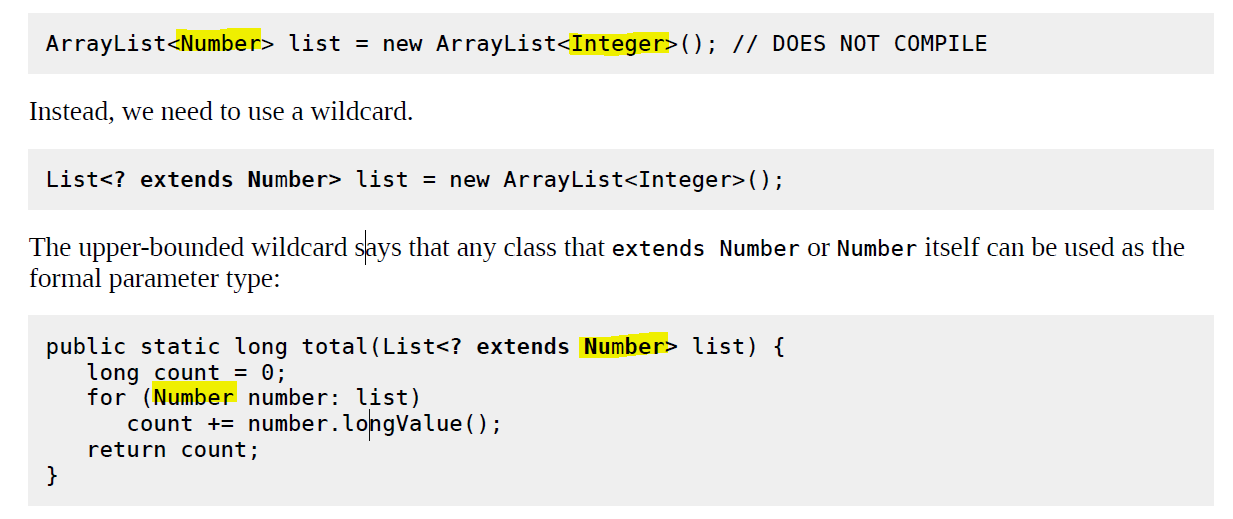 ArrayList<Number> list = new ArrayList<Integer>(); // DOES NOT COMPILE
Instead, we need to use a wildcard.
List<? extends Number> list = new ArrayList<Integer>();
The upper-bounded wildcard says that any class that extends Number or Number itself can be used as the
formal parameter type:
public static long total(List<? extends Number> list) {
   long count = 0;
   for (Number number: list)
      count += number.longValue();
   return count;
}